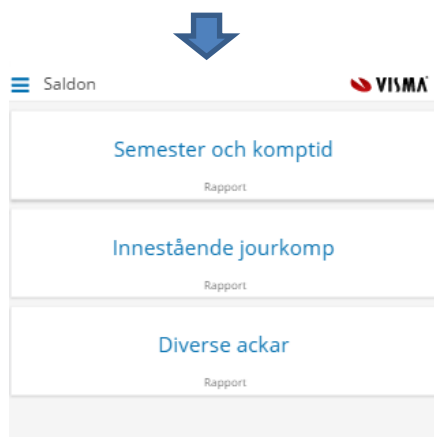 Saldon
VISMA
Semester och komptid
Rapport
Innestående jourkomp
Rapport
Diverse ackar
Rapport